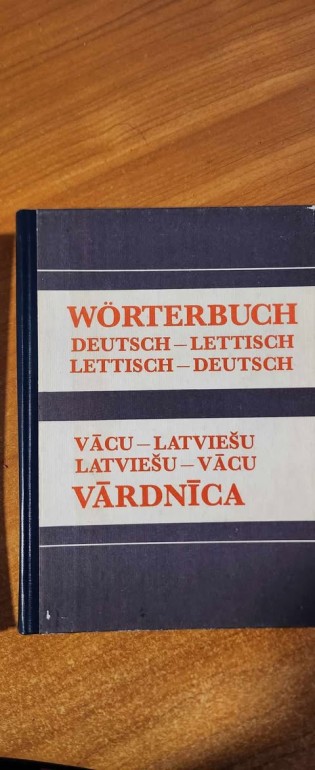 WÖRTERBUCH
DEUTSCH – LETTISCH
LETTISCH – DEUTSCH
VĀCU – LATVIEŠU
LATVIEŠU – VĀCU
VĀRDNĪCA